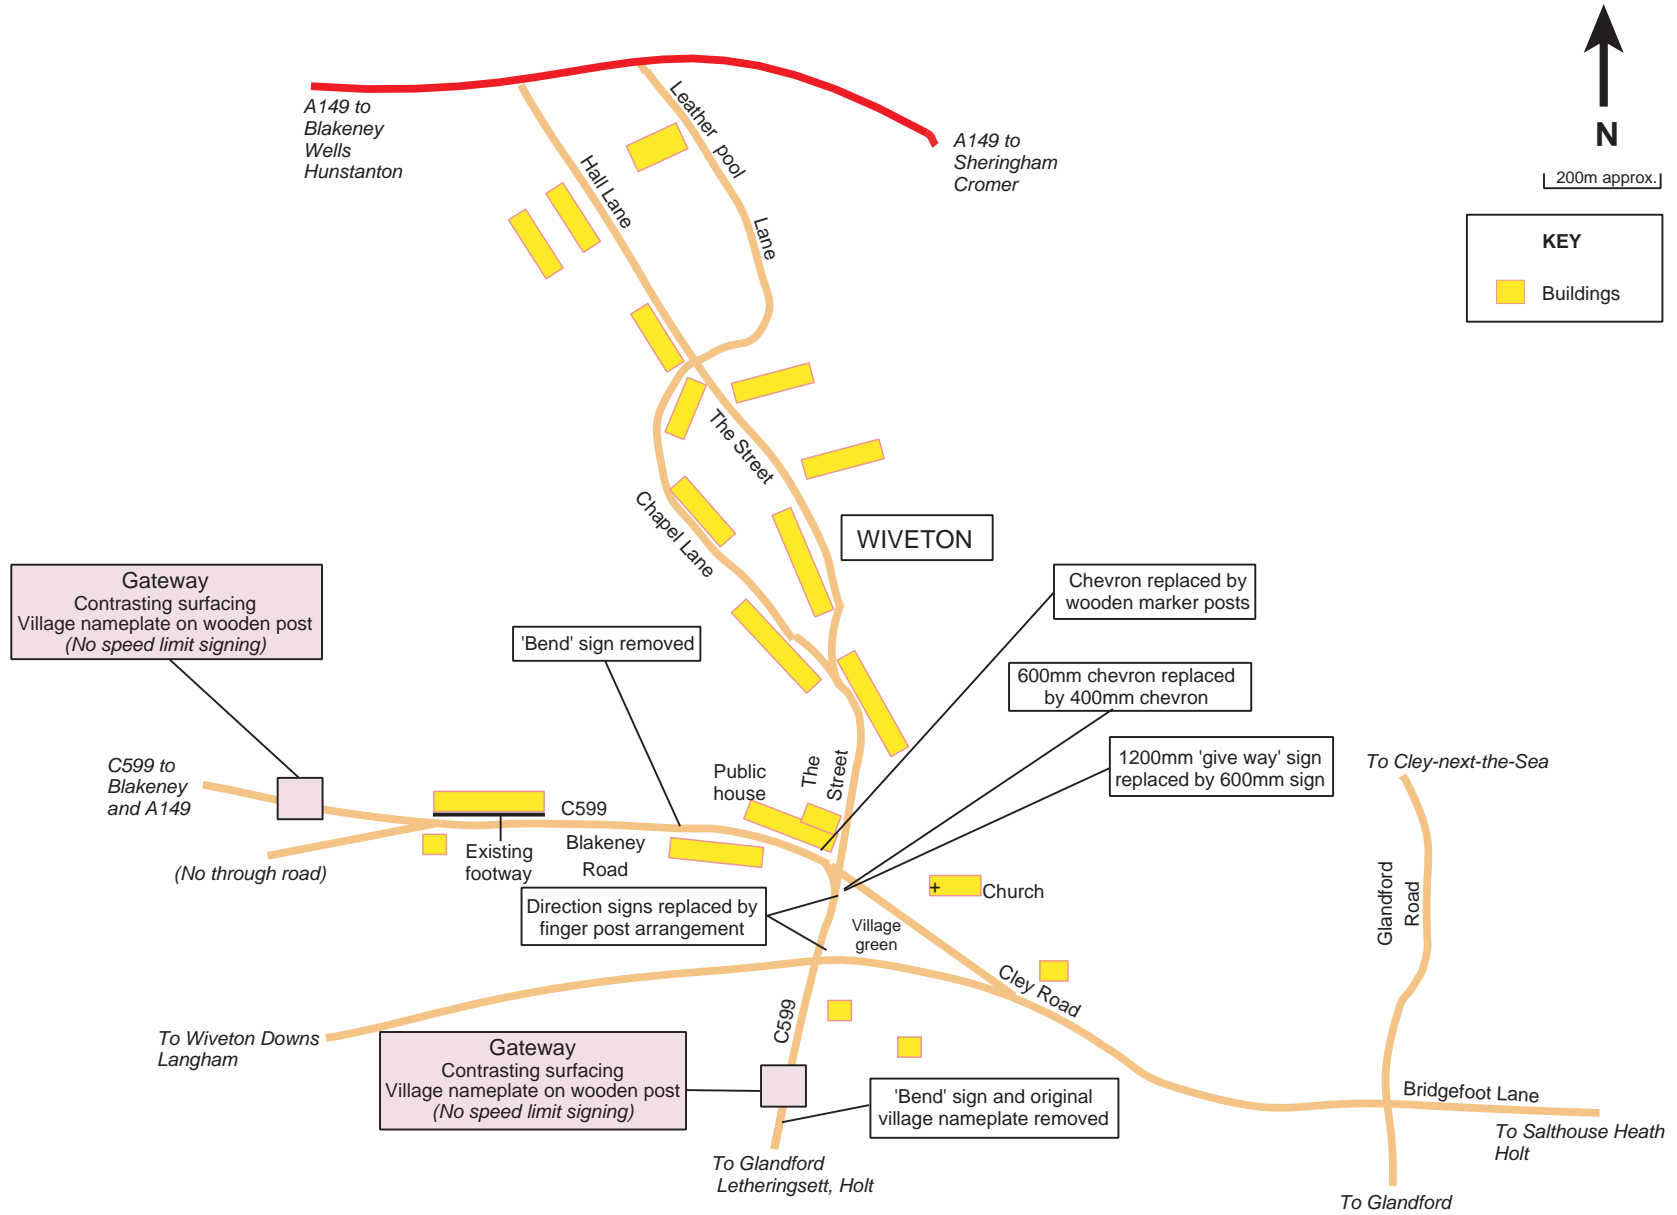 A149 to
Blakeney
Wells
Hunstanton
Leather pool
Lane
Hall Lane
A149 to
Sheringham
Cromer
N
200m approx.
KEY
Buildings
The Street
Chapel Lane
WIVETON
Gateway
Contrasting surfacing
Village nameplate on wooden post
(No speed limit signing)
'Bend' sign removed
Chevron replaced by
wooden marker posts
600mm chevron replaced
by 400mm chevron
1200mm 'give way' sign
replaced by 600mm sign
C599 to
Blakeney
and A149
C599
Public
house
The
Street
To Cley-next-the-Sea
(No through road)
Existing
footway
Blakeney
Road
Church
Glandford
Road
Direction signs replaced by
finger post arrangement
Village
green
Cley Road
C599
To Wiveton Downs
Langham
Gateway
Contrasting surfacing
Village nameplate on wooden post
(No speed limit signing)
'Bend' sign and original
village nameplate removed
Bridgefoot Lane
To Salthouse Heath
Holt
To Glandford
Letheringsett, Holt
To Glandford